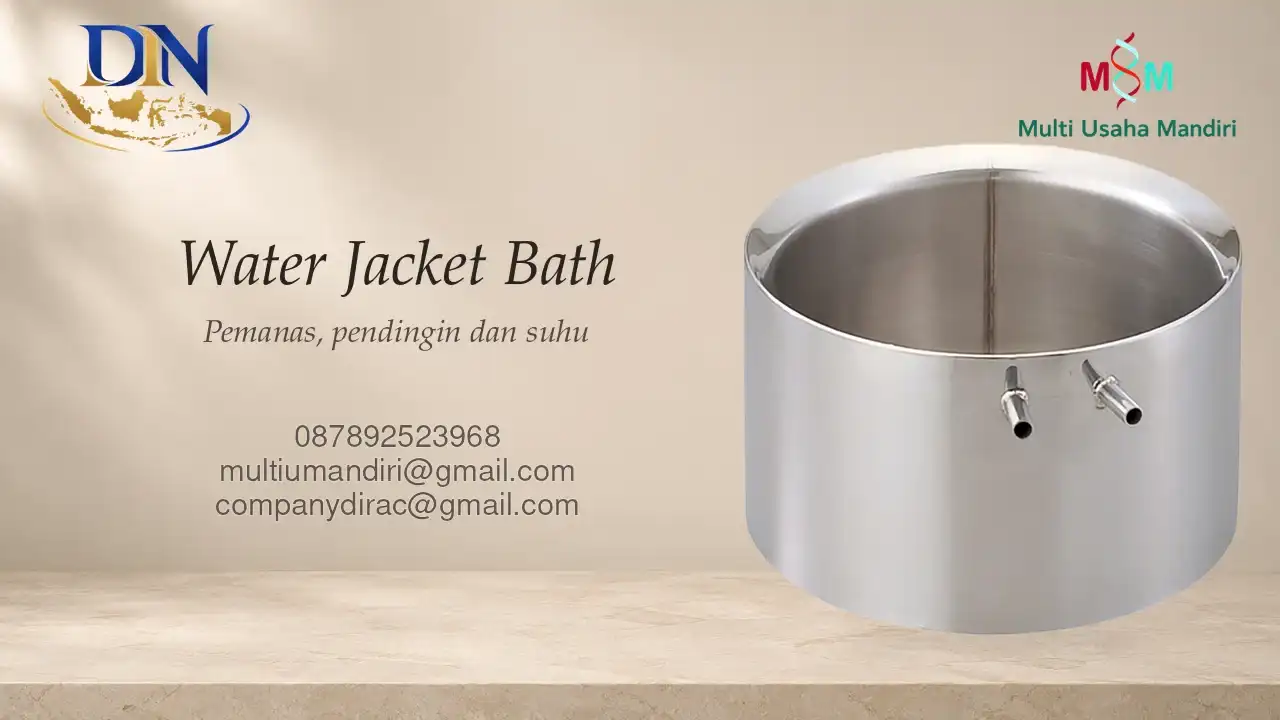 DN
MSM
Multi Usaha Mandiri
Water Jacket Bath
Pemanas, pendingin dan suhu
087892523968
multiumandiri@gmail.com
companydirac@gmail.com